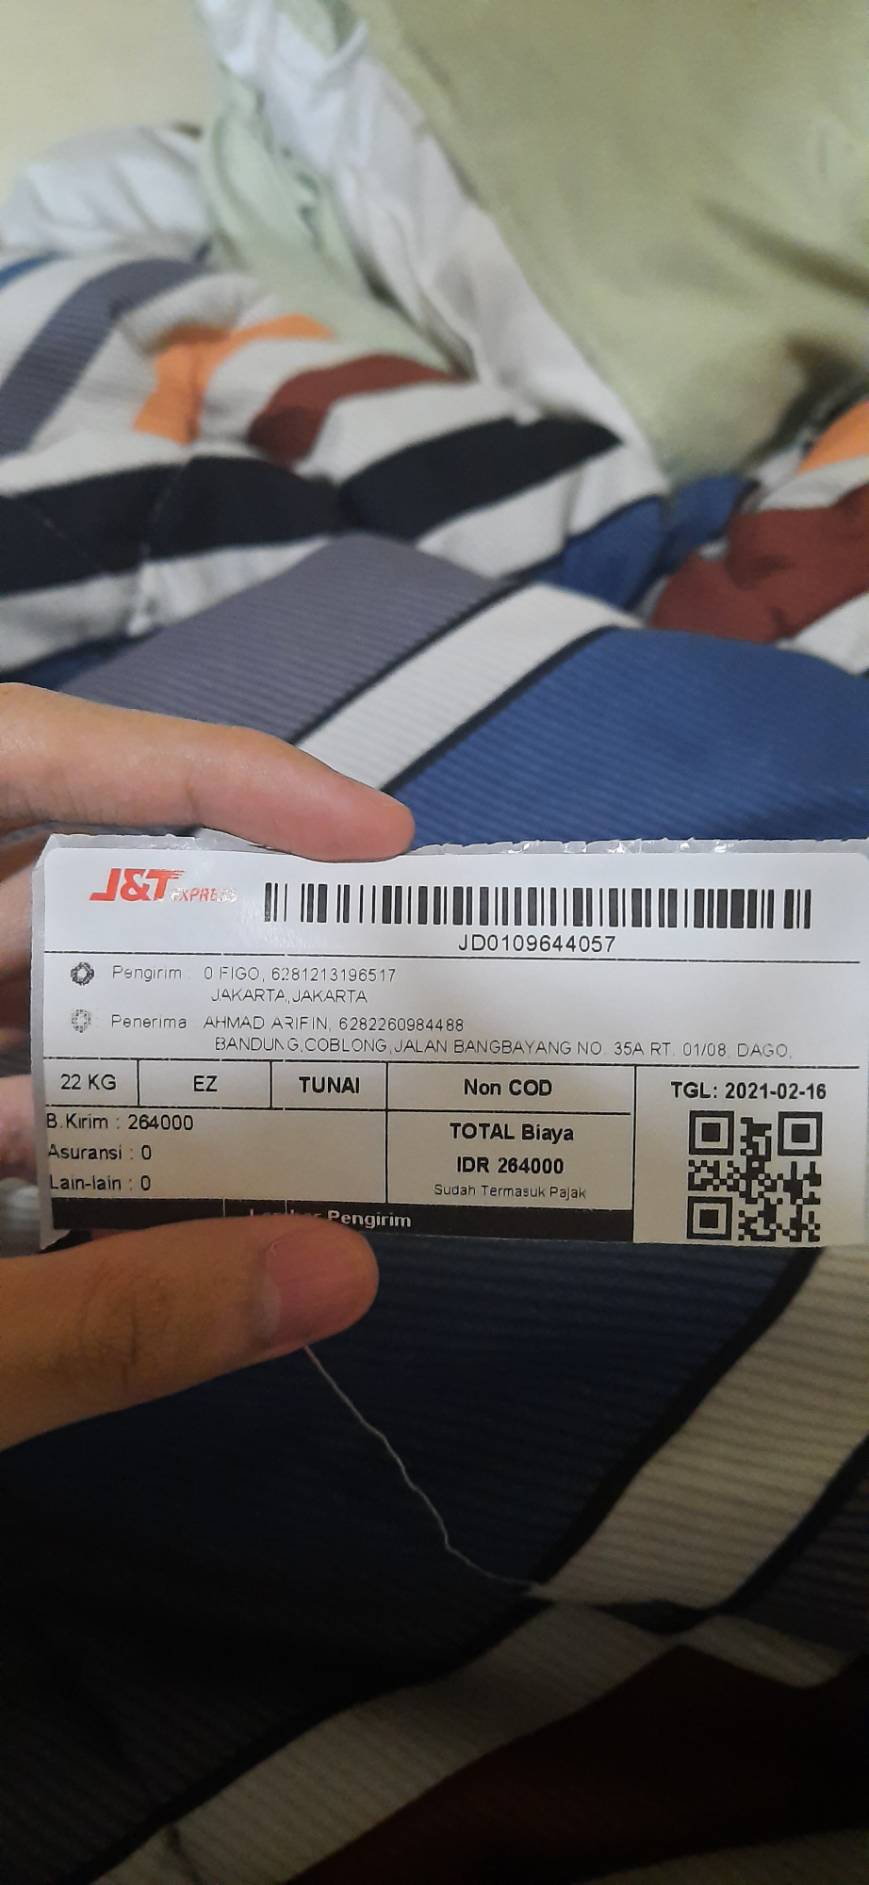 J&T EXPRESS
JD0109644057
Pengirim : 0 FIGO, 6281213196517
JAKARTA,JAKARTA
Penerima AHMAD ARIFIN, 6282260984488
BANDUNG,COBLONG,JALAN BANGBAYANG NO. 35A RT. 01/08, DAGO,
22 KG EZ TUNAI Non COD TGL: 2021-02-16
B.Kirim : 264000
Asuransi : 0
Lain-lain : 0
TOTAL Biaya
IDR 264000
Sudah Termasuk Pajak
Pengirim